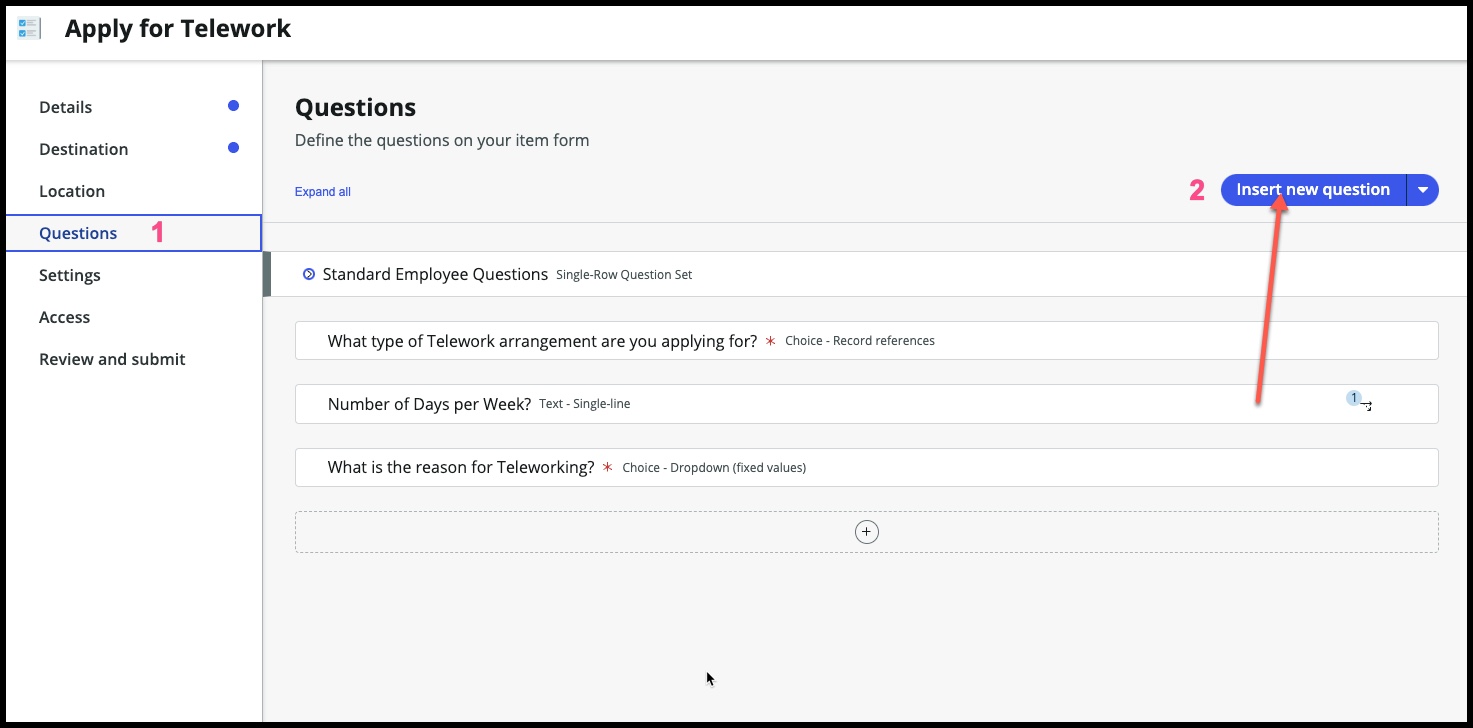 Apply for Telework
Details
Destination
Location
Questions 1
Settings
Access
Review and submit
Questions
Define the questions on your item form
Expand all
2 Insert new question
Standard Employee Questions Single-Row Question Set
What type of Telework arrangement are you applying for? * Choice - Record references
Number of Days per Week? Text - Single-line 1
What is the reason for Teleworking? * Choice - Dropdown (fixed values)
+